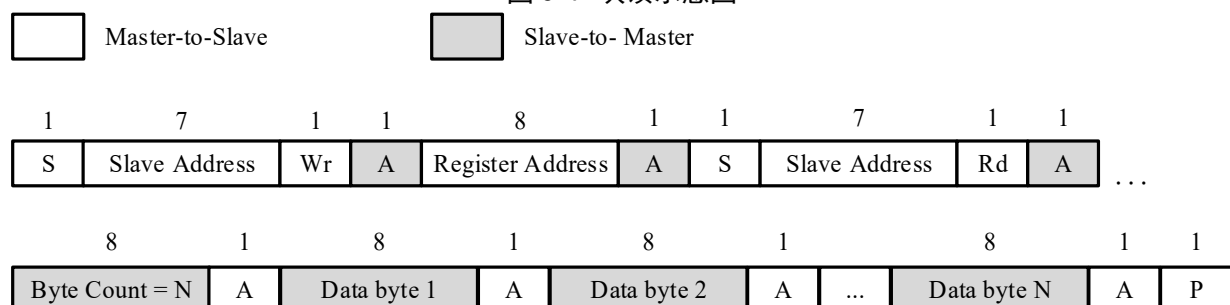 Master-to-Slave Slave-to- Master
1 7 1 1 8 1 1 7 1 1
S Slave Address Wr A Register Address A S Slave Address Rd A ...
8 1 8 1 8 1 8 1 1
Byte Count = N A Data byte 1 A Data byte 2 A ... Data byte N A P